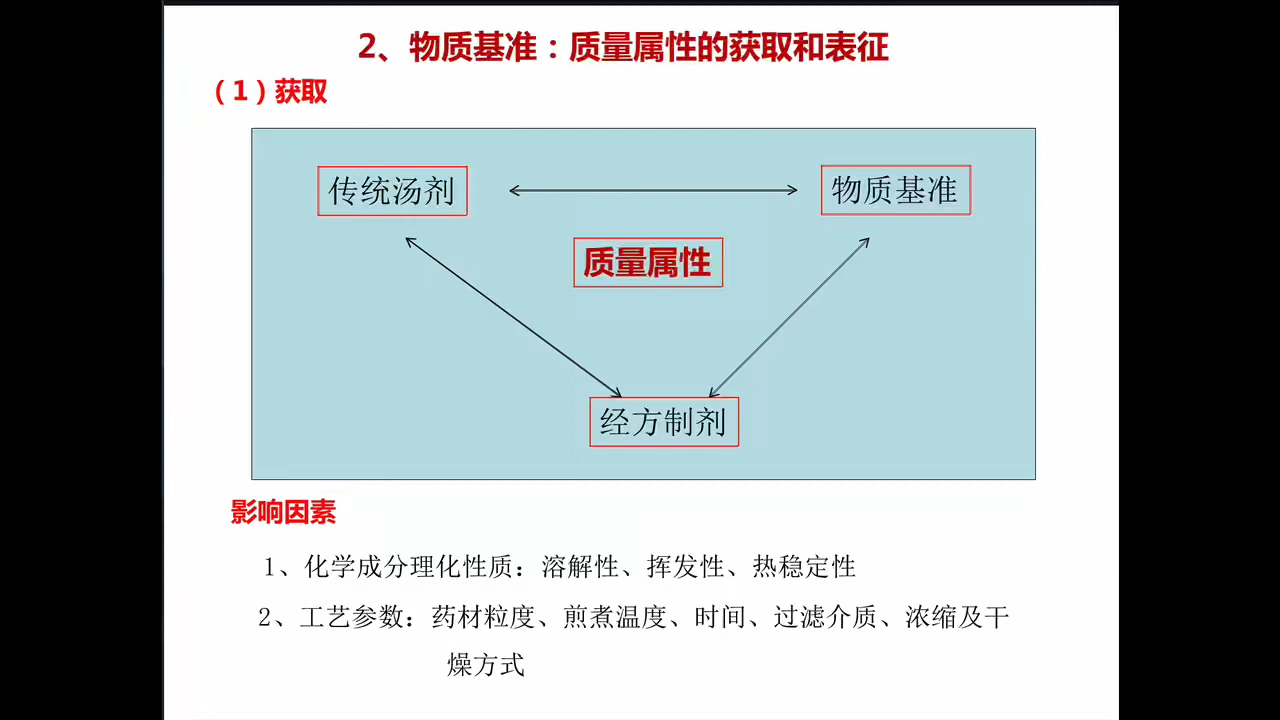 2、物质基准：质量属性的获取和表征
（1）获取
传统汤剂
物质基准
质量属性
经方制剂
影响因素
1、化学成分理化性质：溶解性、挥发性、热稳定性
2、工艺参数：药材粒度、煎煮温度、时间、过滤介质、浓缩及干
燥方式